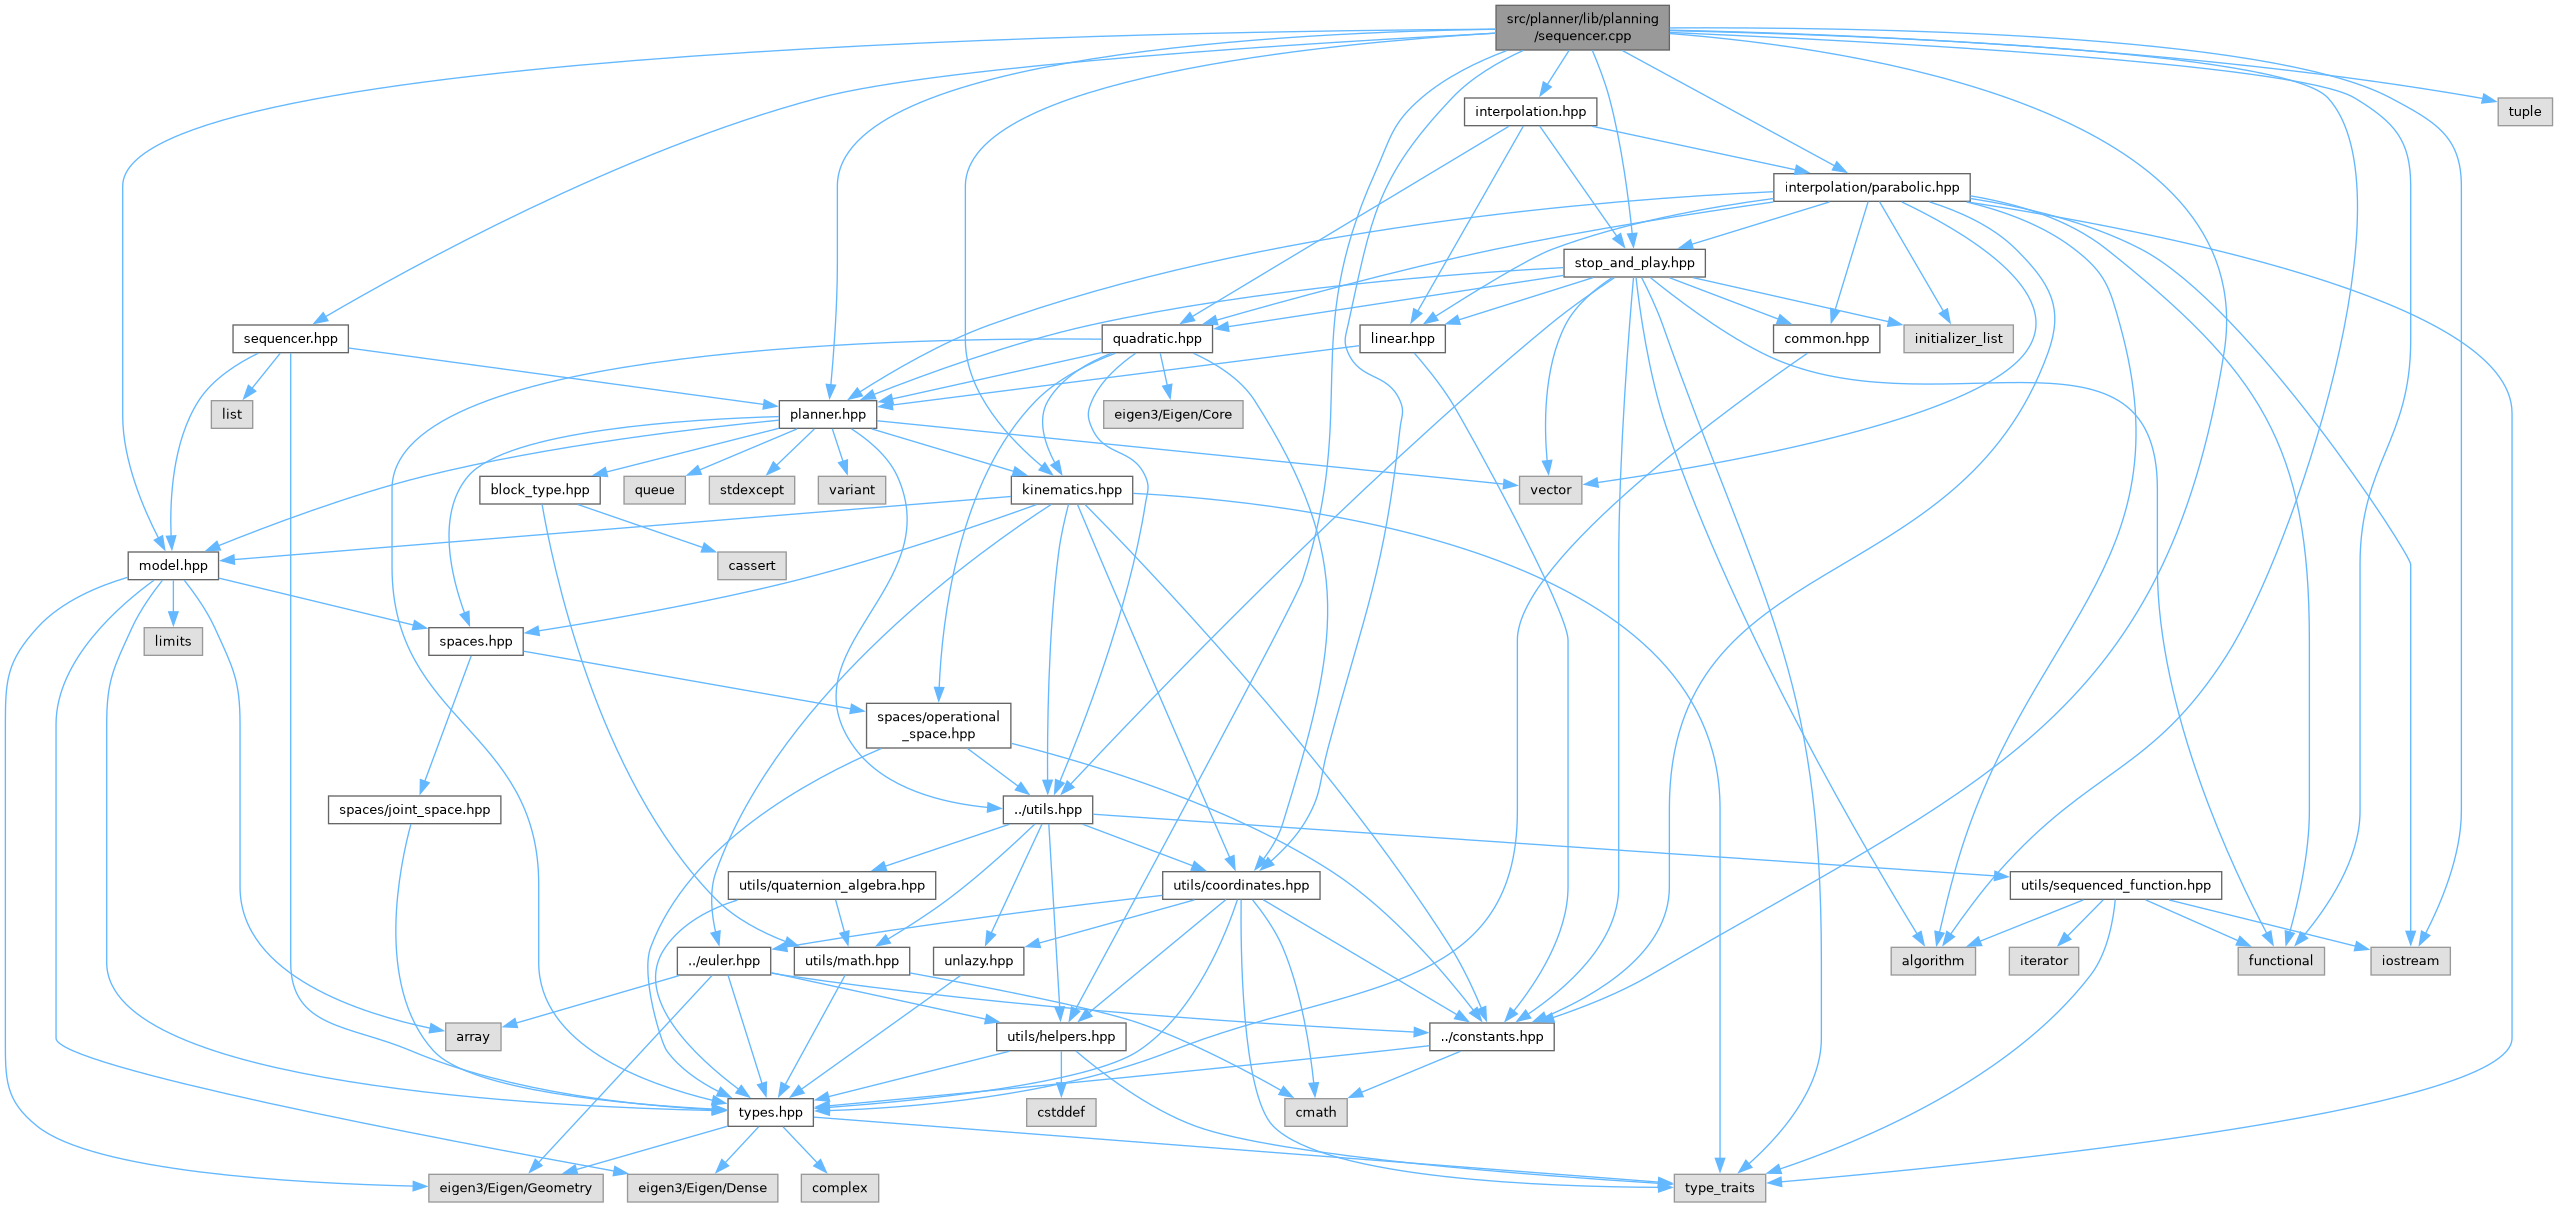 src/planner/lib/planning
/sequencer.cpp
interpolation.hpp
tuple
interpolation/parabolic.hpp
stop_and_play.hpp
sequencer.hpp
quadratic.hpp
linear.hpp
common.hpp
initializer_list
list
planner.hpp
eigen3/Eigen/Core
block_type.hpp
queue
stdexcept
variant
kinematics.hpp
vector
model.hpp
cassert
limits
spaces.hpp
spaces/operational
_space.hpp
spaces/joint_space.hpp
../utils.hpp
utils/quaternion_algebra.hpp
utils/coordinates.hpp
utils/sequenced_function.hpp
../euler.hpp
utils/math.hpp
unlazy.hpp
algorithm
iterator
functional
iostream
array
utils/helpers.hpp
../constants.hpp
types.hpp
cstddef
cmath
eigen3/Eigen/Geometry
eigen3/Eigen/Dense
complex
type_traits